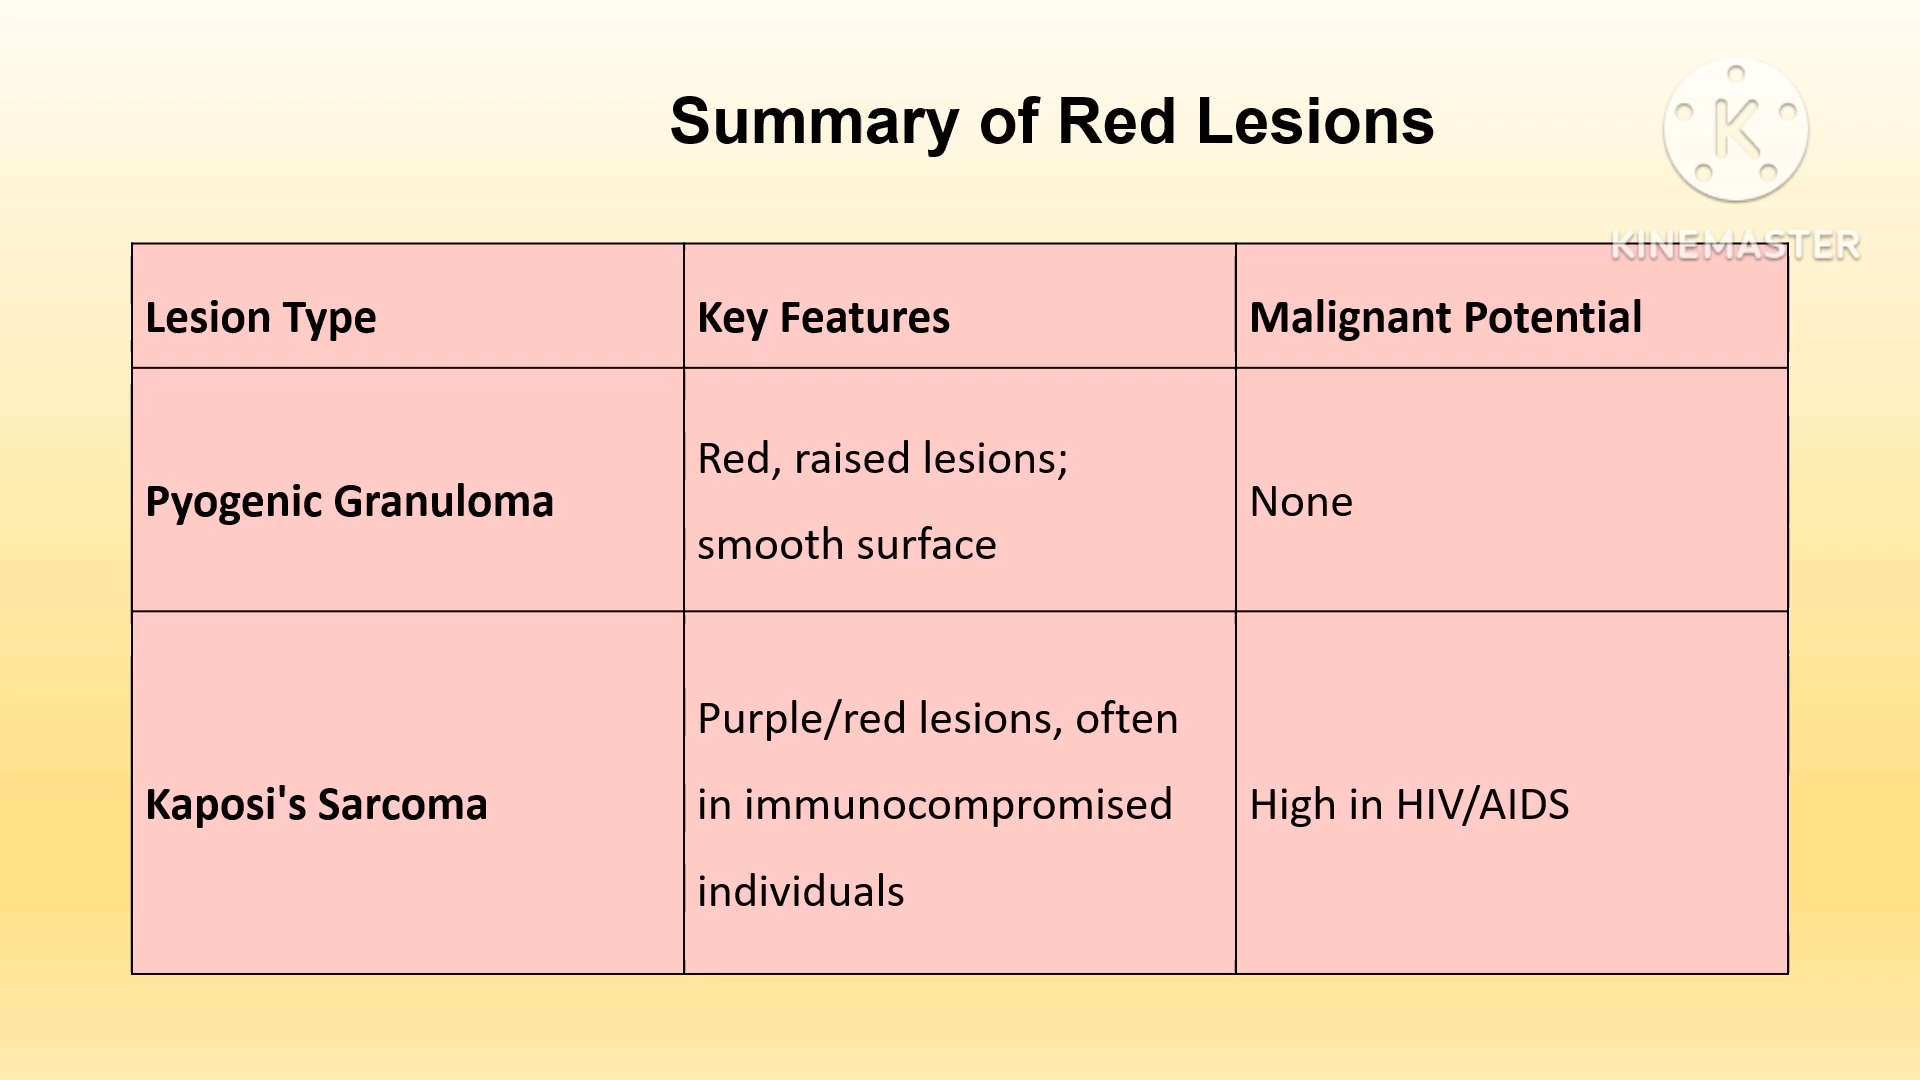 Summary of Red Lesions
K
KINEMASTER
Lesion Type
Key Features
Malignant Potential
Pyogenic Granuloma
Red, raised lesions;
smooth surface
None
Kaposi's Sarcoma
Purple/red lesions, often
in immunocompromised
individuals
High in HIV/AIDS